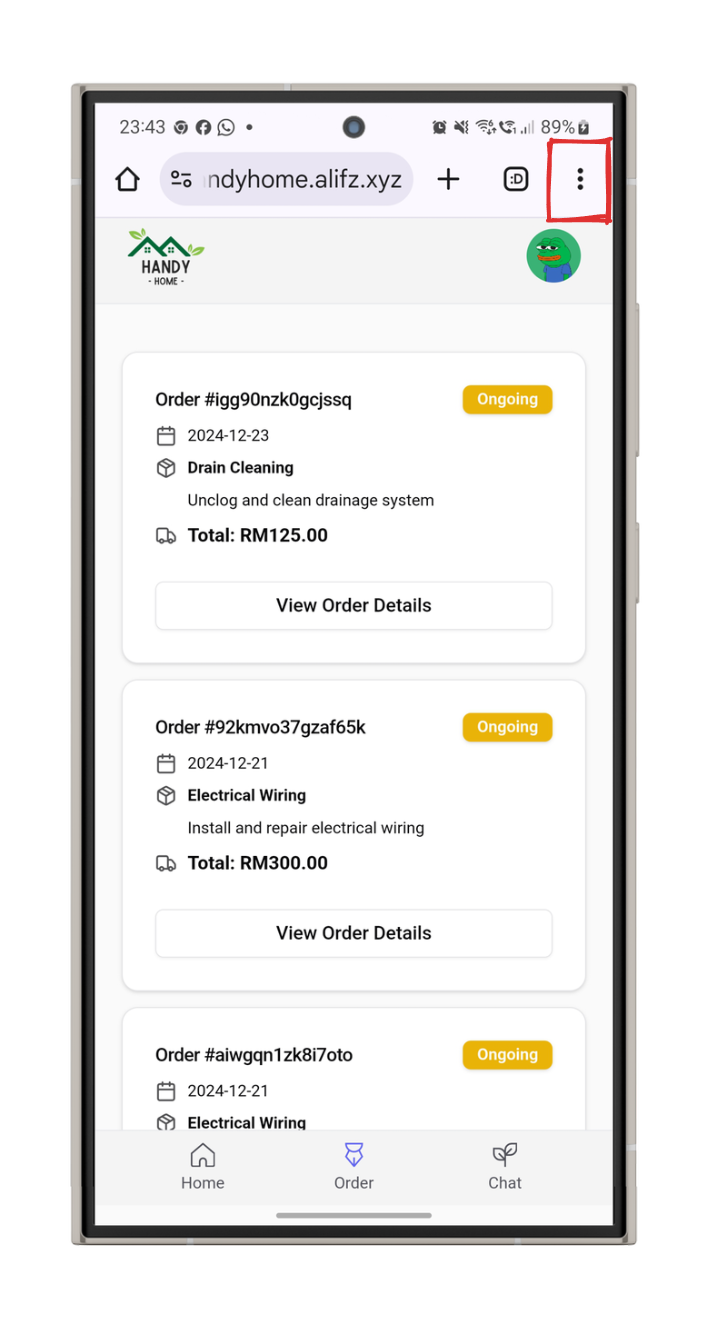 23:43
89%
ndyhome.alifz.xyz
:D
HANDY
- HOME -
Order #igg90nzk0gcjssq
Ongoing
2024-12-23
Drain Cleaning
Unclog and clean drainage system
Total: RM125.00
View Order Details
Order #92kmvo37gzaf65k
Ongoing
2024-12-21
Electrical Wiring
Install and repair electrical wiring
Total: RM300.00
View Order Details
Order #aiwgqn1zk8i7oto
Ongoing
2024-12-21
Electrical Wiring
Home
Order
Chat